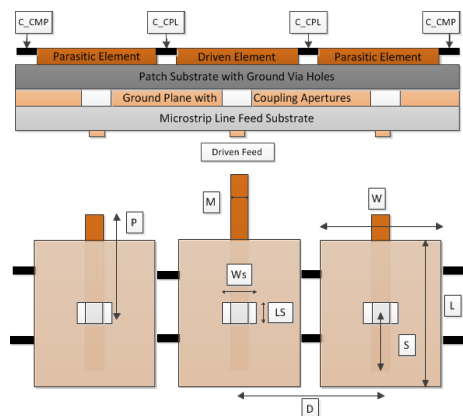 C_CMP C_CPL C_CPL C_CMP
Parasitic Element Driven Element Parasitic Element
Patch Substrate with Ground Via Holes
Ground Plane with Coupling Apertures
Microstrip Line Feed Substrate
Driven Feed
M
W
P
Ws
LS
L
S
D